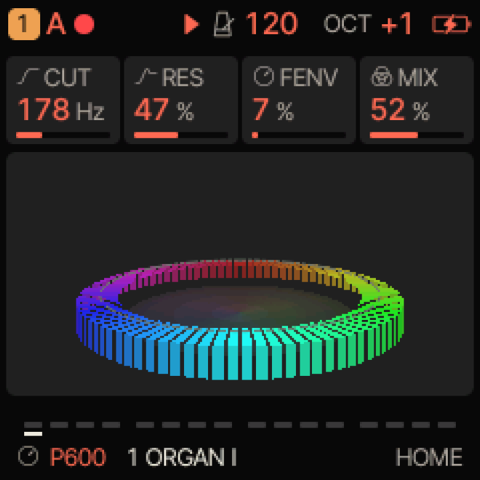 1 A 120 OCT +1
CUT RES FENV MIX
178 Hz 47 % 7 % 52 %
P600 1 ORGAN I HOME